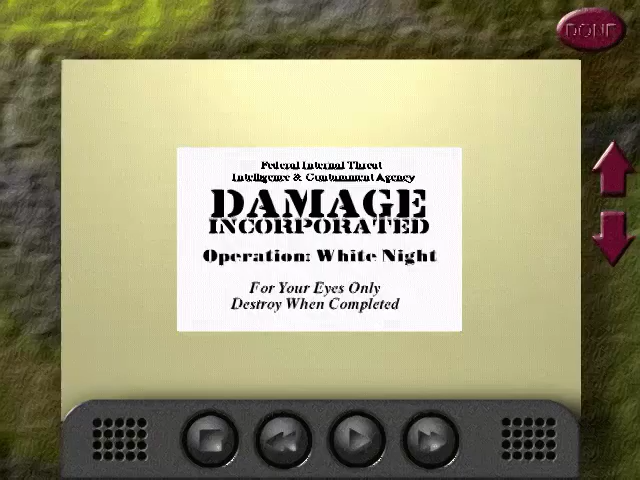 DONE
Federal Internal Threat
Intelligence & Containment Agency
DAMAGE
INCORPORATED
Operation: White Night
For Your Eyes Only
Destroy When Completed